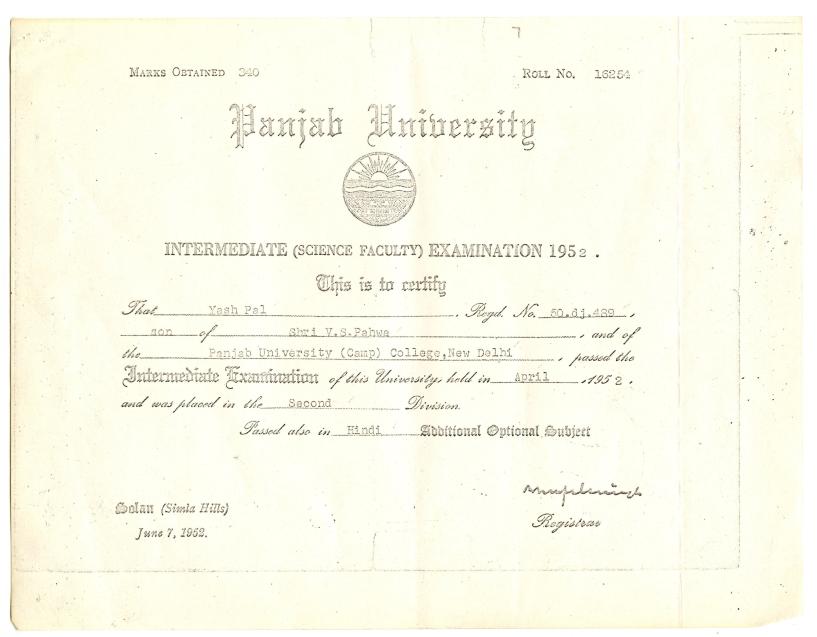 MARKS OBTAINED 340 ROLL NO. 16254
Panjab University
INTERMEDIATE (SCIENCE FACULTY) EXAMINATION 1952.
This is to certify
That Yash Pal, Regd. No. 50.dj.489,
son of Shri V.S.Pahwa, and of
the Panjab University (Camp) College,New Delhi, passed the
Intermediate Examination of this University, held in April, 1952.
and was placed in the Second Division.
Passed also in Hindi Additional Optional Subject
Solan (Simla Hills)
June 7, 1952.
Registrar